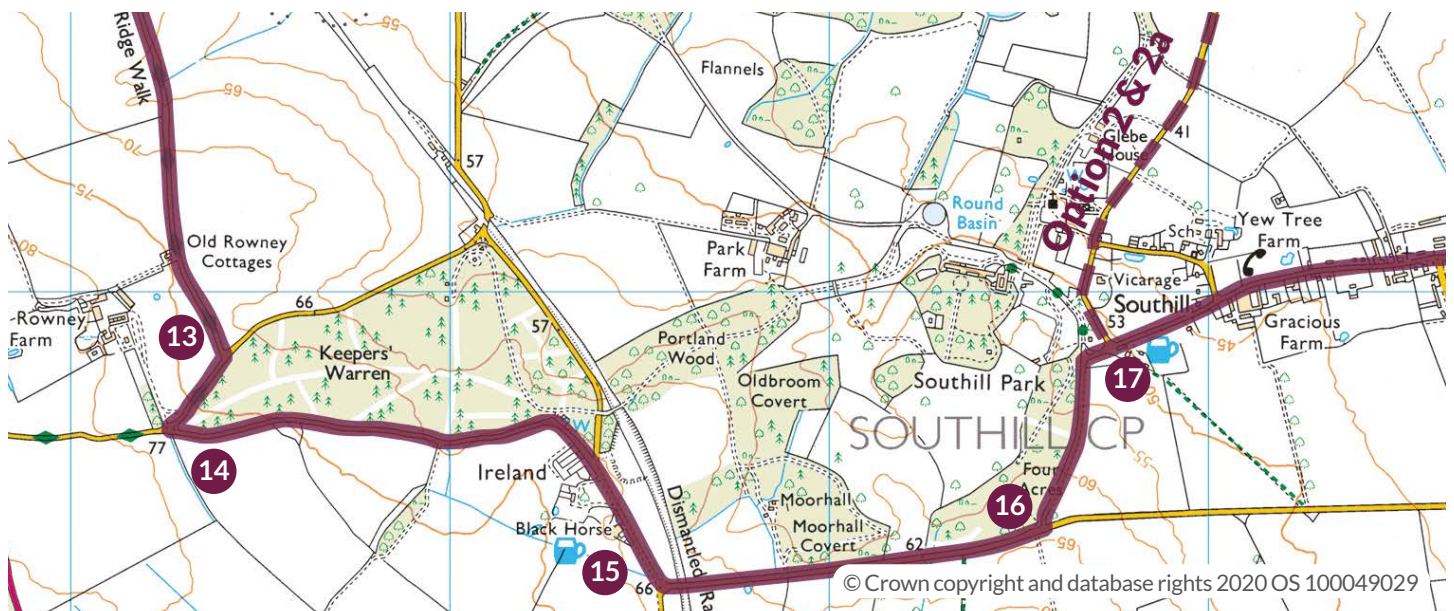 Ridge Walk
55
65
70
75
80
57
Flannels
Glebe
House
41
Option 2 & 2a
Round
Basin
Old Rowney
Cottages
Park
Farm
Sch
Yew Tree
Farm
Vicarage
Southill
66
13
Rowney
Farm
Keepers'
Warren
57
Portland
Wood
53
Gracious
Farm
45
Oldbroom
Covert
Southill Park
17
50
SOUTHILL CP
55
77
14
W
Ireland
Four
Acres
60
Moorhall
Moorhall
Covert
16
Black Horse
Dismantled Ra
62
65
15
66
© Crown copyright and database rights 2020 OS 100049029